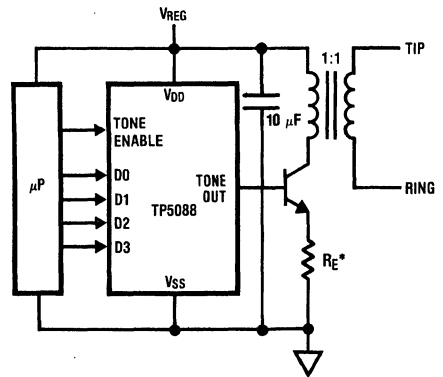 VREG
1:1
TIP
VDD
10 μF
TONE
ENABLE
μP
D0
TONE
OUT
D1
TP5088
RING
D2
D3
RE*
VSS